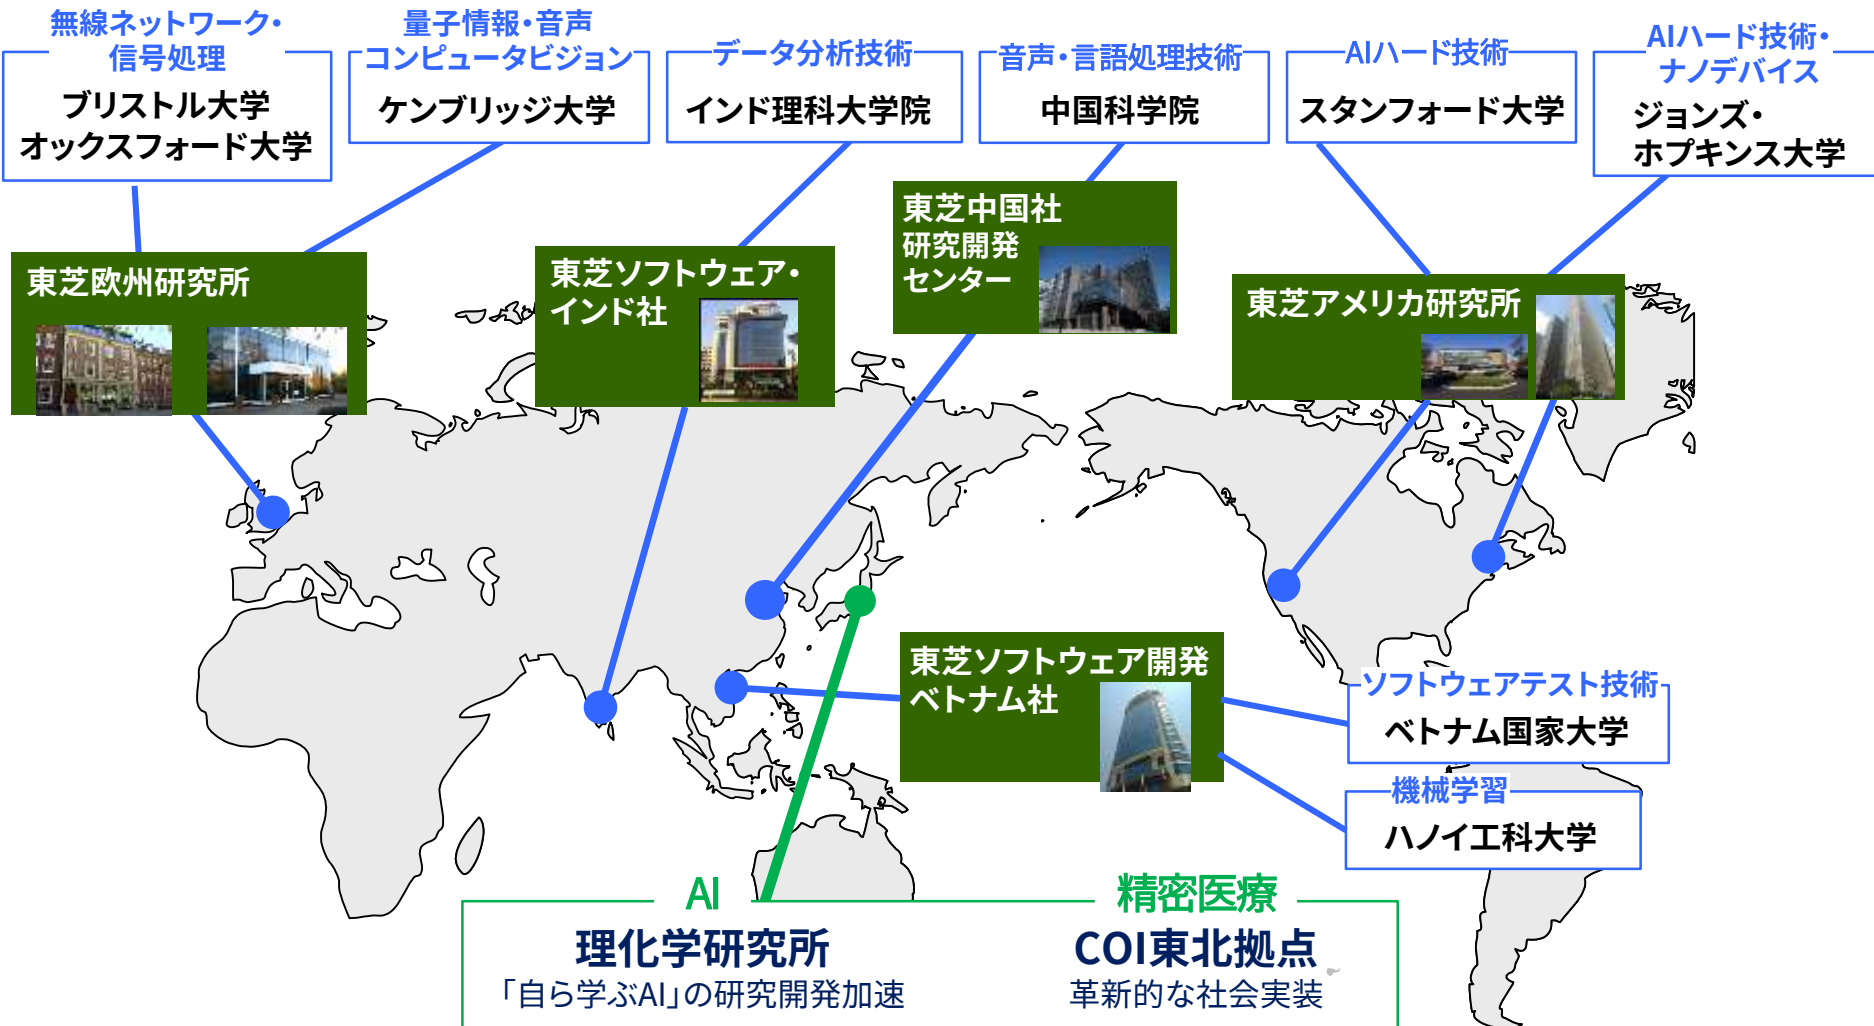 無線ネットワーク・
信号処理
ブリストル大学
オックスフォード大学
量子情報・音声
コンピュータビジョン
ケンブリッジ大学
データ分析技術
インド理科大学院
音声・言語処理技術
中国科学院
AIハード技術
スタンフォード大学
AIハード技術・
ナノデバイス
ジョンズ・
ホプキンス大学
東芝欧州研究所
東芝ソフトウェア・
インド社
東芝中国社
研究開発
センター
東芝アメリカ研究所
東芝ソフトウェア開発
ベトナム社
ソフトウェアテスト技術
ベトナム国家大学
機械学習
ハノイ工科大学
AI
理化学研究所
「自ら学ぶAI」の研究開発加速
精密医療
COI東北拠点
革新的な社会実装